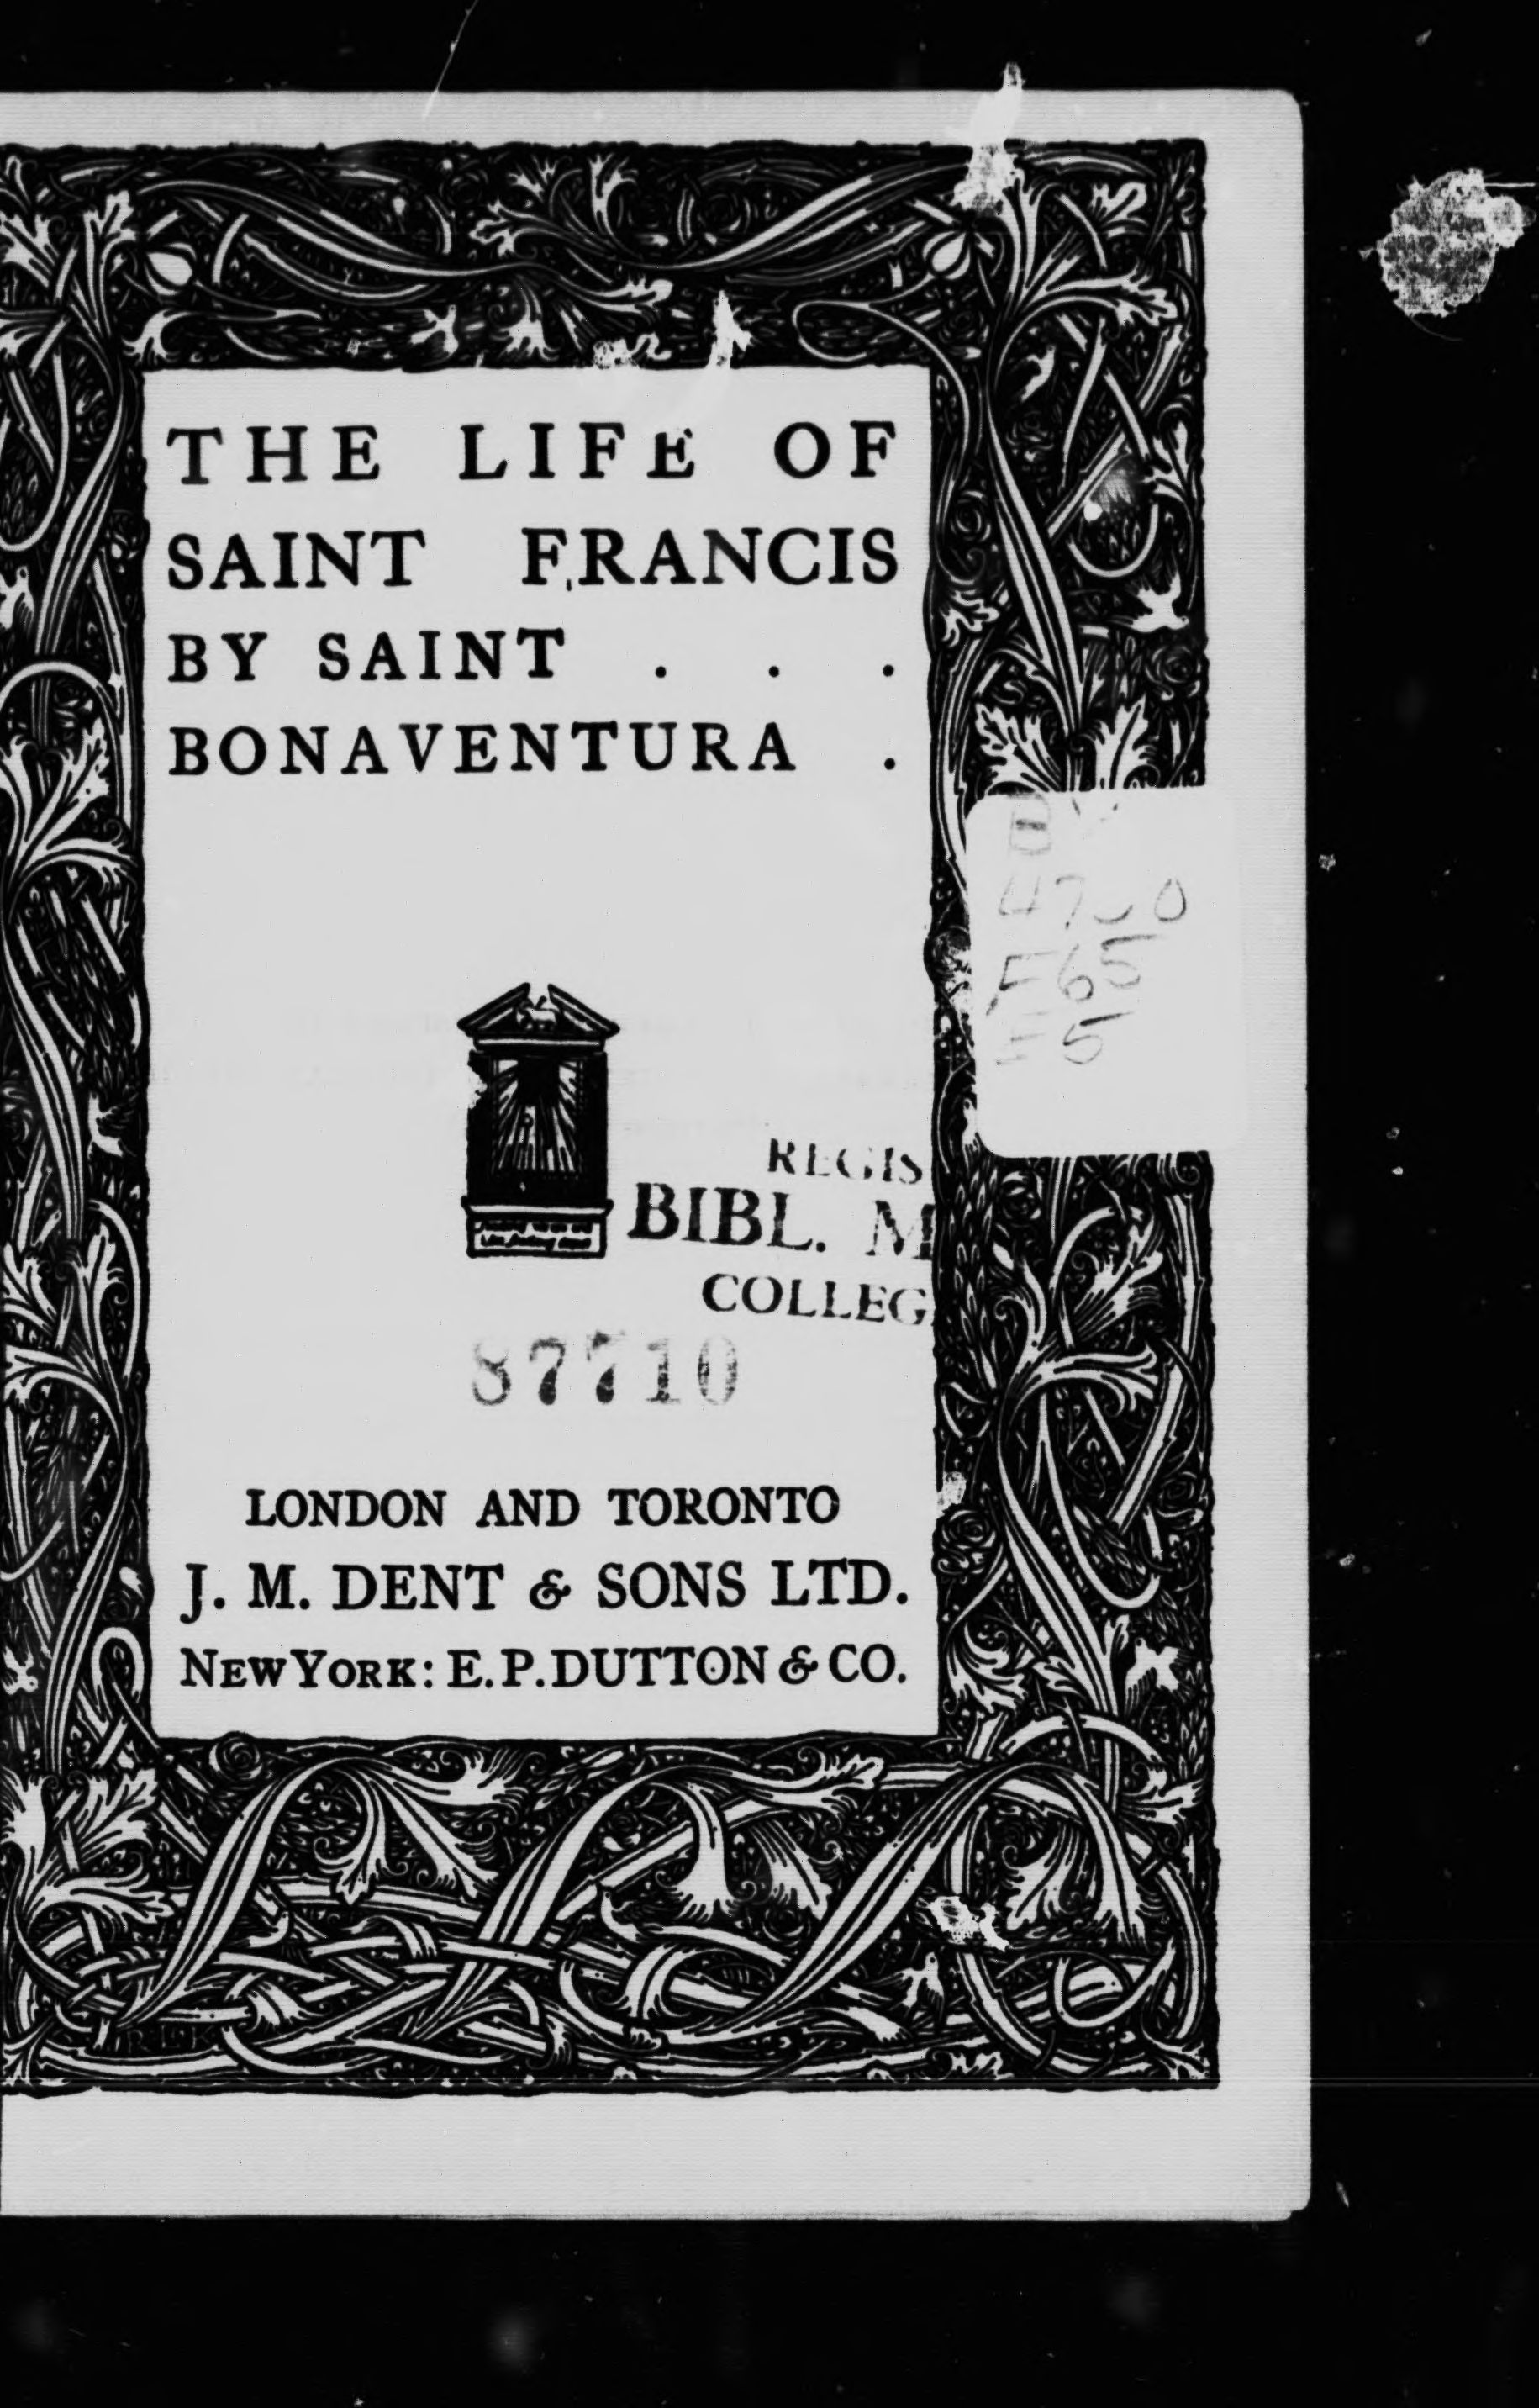 THE LIFE OF
SAINT FRANCIS
BY SAINT . . .
BONAVENTURA .
REGIS
BIBL. M
COLLEG
87710
LONDON AND TORONTO
J. M. DENT & SONS LTD.
NEW YORK: E. P. DUTTON & CO.
F65